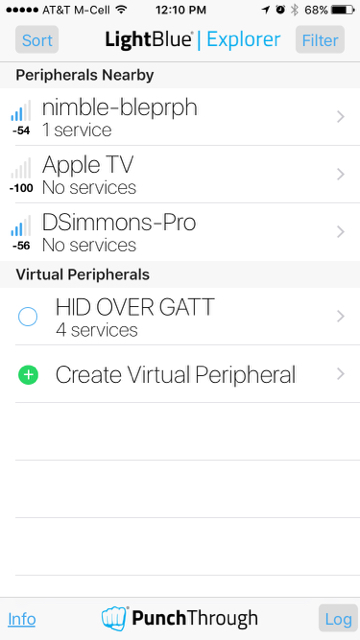 AT&T M-Cell 12:10 PM 68%
Sort LightBlue® | Explorer Filter
Peripherals Nearby
nimble-bleprph
-54 1 service
Apple TV
-100 No services
DSimmons-Pro
-56 No services
Virtual Peripherals
HID OVER GATT
4 services
Create Virtual Peripheral
Info PunchThrough Log